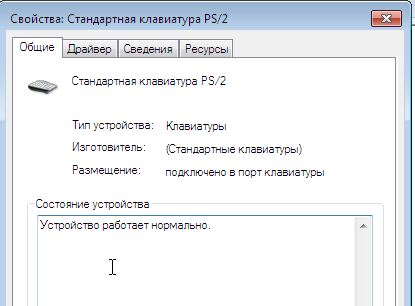 Свойства: Стандартная клавиатура PS/2
Общие Драйвер Сведения Ресурсы
Стандартная клавиатура PS/2
Тип устройства: Клавиатуры
Изготовитель: (Стандартные клавиатуры)
Размещение: подключено в порт клавиатуры
Состояние устройства
Устройство работает нормально.